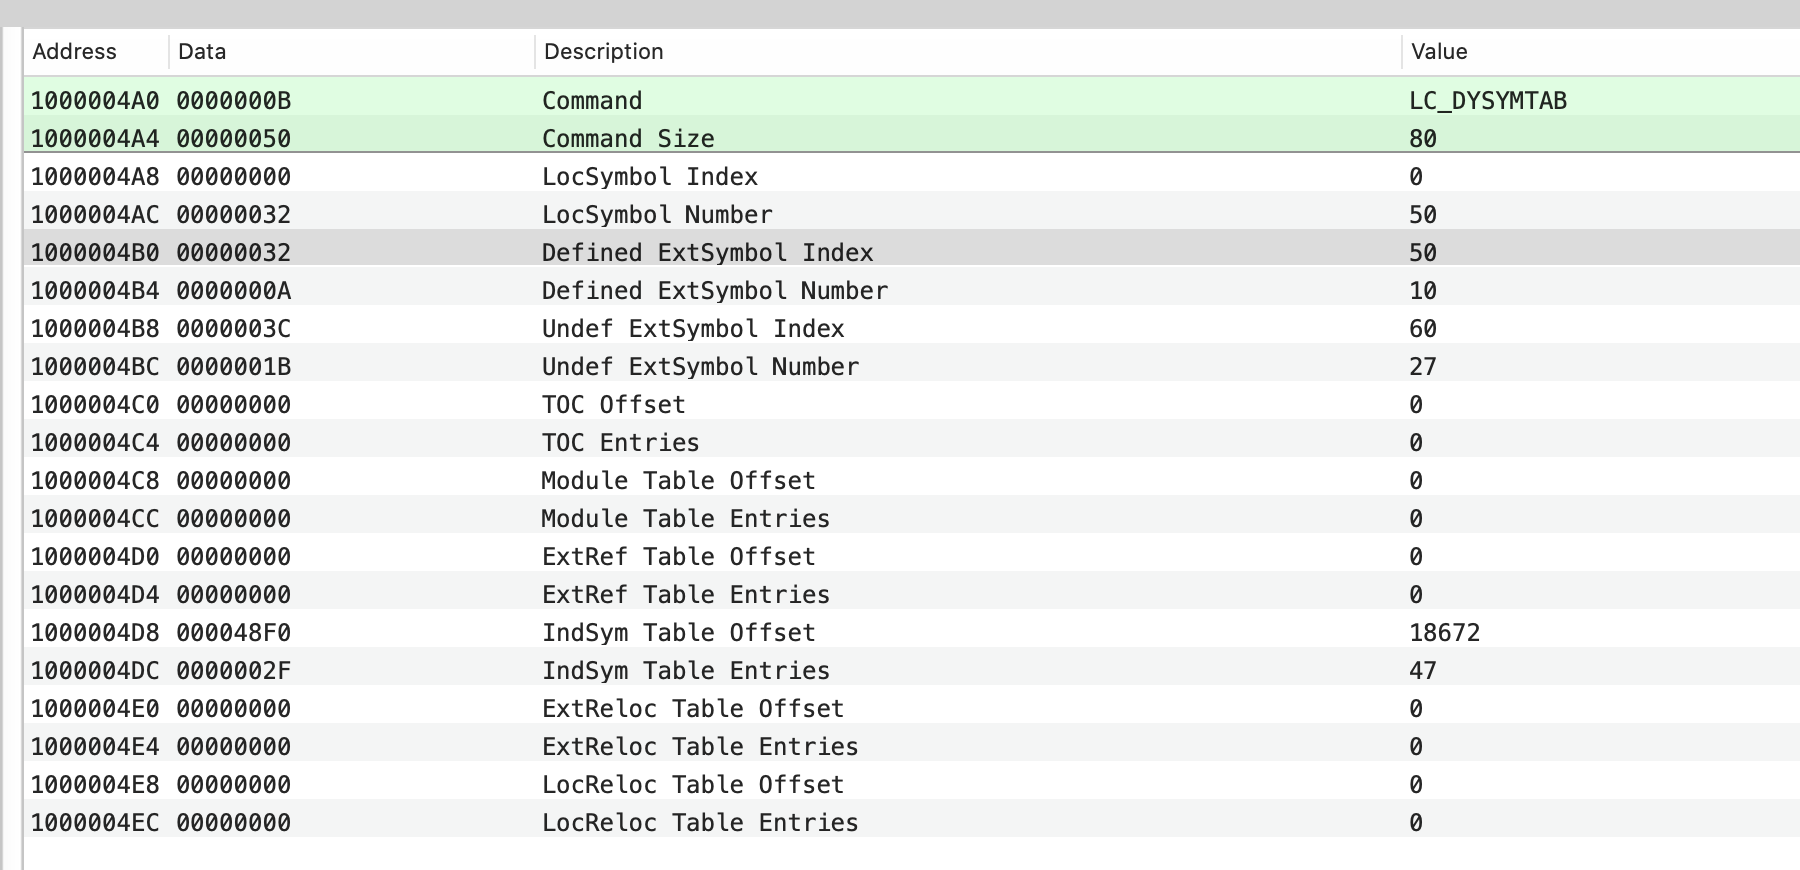 Address Data Description Value
1000004A0 0000000B Command LC_DYSYMTAB
1000004A4 00000050 Command Size 80
1000004A8 00000000 LocSymbol Index 0
1000004AC 00000032 LocSymbol Number 50
1000004B0 00000032 Defined ExtSymbol Index 50
1000004B4 0000000A Defined ExtSymbol Number 10
1000004B8 0000003C Undef ExtSymbol Index 60
1000004BC 0000001B Undef ExtSymbol Number 27
1000004C0 00000000 TOC Offset 0
1000004C4 00000000 TOC Entries 0
1000004C8 00000000 Module Table Offset 0
1000004CC 00000000 Module Table Entries 0
1000004D0 00000000 ExtRef Table Offset 0
1000004D4 00000000 ExtRef Table Entries 0
1000004D8 000048F0 IndSym Table Offset 18672
1000004DC 0000002F IndSym Table Entries 47
1000004E0 00000000 ExtReloc Table Offset 0
1000004E4 00000000 ExtReloc Table Entries 0
1000004E8 00000000 LocReloc Table Offset 0
1000004EC 00000000 LocReloc Table Entries 0